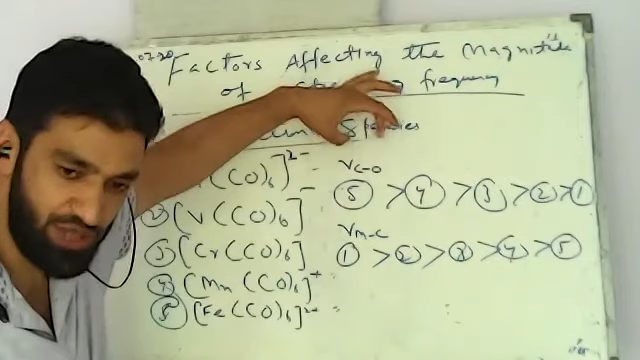 07-20
Factors Affecting the Magnitude
of frequency
Species
(CO)6]2-
② [V(CO)6]
③ [Cr(CO)6]
④ [Mn(CO)6]+
⑤ [Fe(CO)6]2+
νC-O
⑤ > ④ > ③ > ② > ①
νM-C
① > ② > ③ > ④ > ⑤